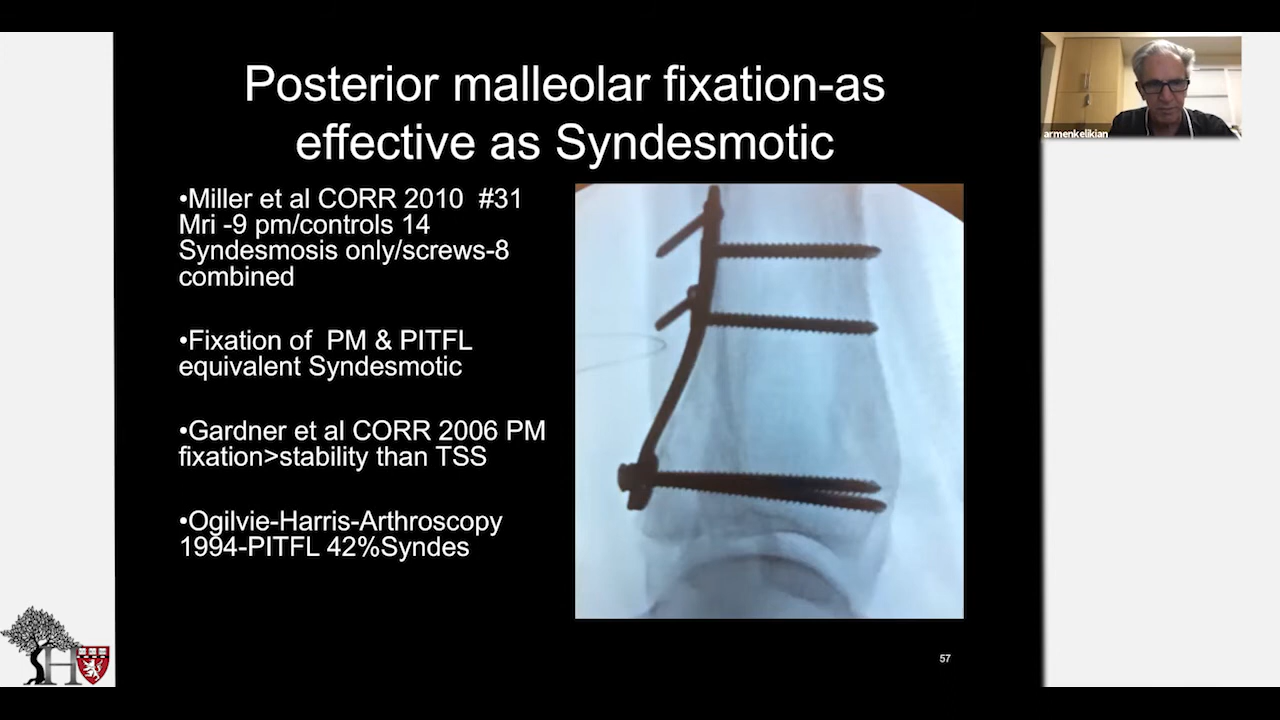 Posterior malleolar fixation-as
effective as Syndesmotic
•Miller et al CORR 2010 #31
Mri -9 pm/controls 14
Syndesmosis only/screws-8
combined
•Fixation of PM & PITFL
equivalent Syndesmotic
•Gardner et al CORR 2006 PM
fixation>stability than TSS
•Ogilvie-Harris-Arthroscopy
1994-PITFL 42%Syndes
57
armenkelikian
SH